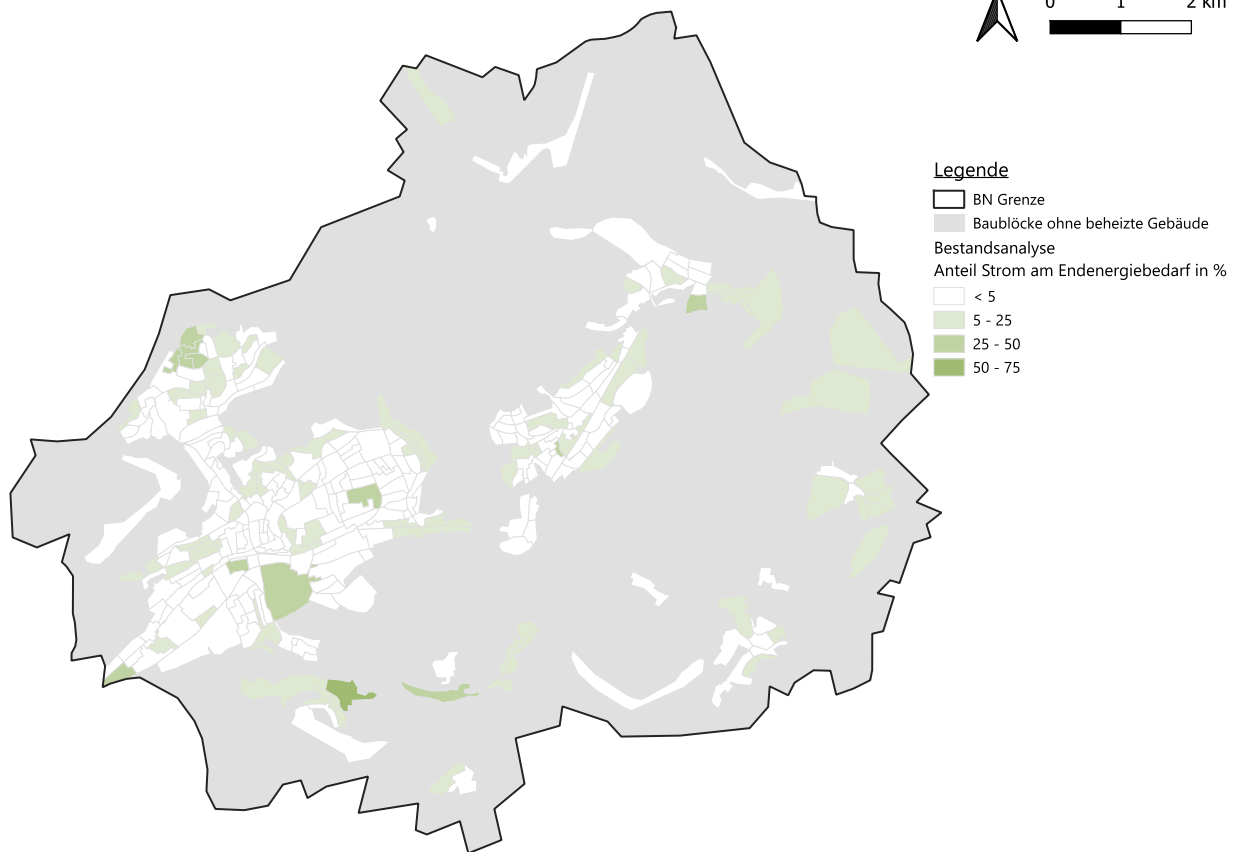 0 1 2 km
Legende
BN Grenze
Baublöcke ohne beheizte Gebäude
Bestandsanalyse
Anteil Strom am Endenergiebedarf in %
< 5
5 - 25
25 - 50
50 - 75